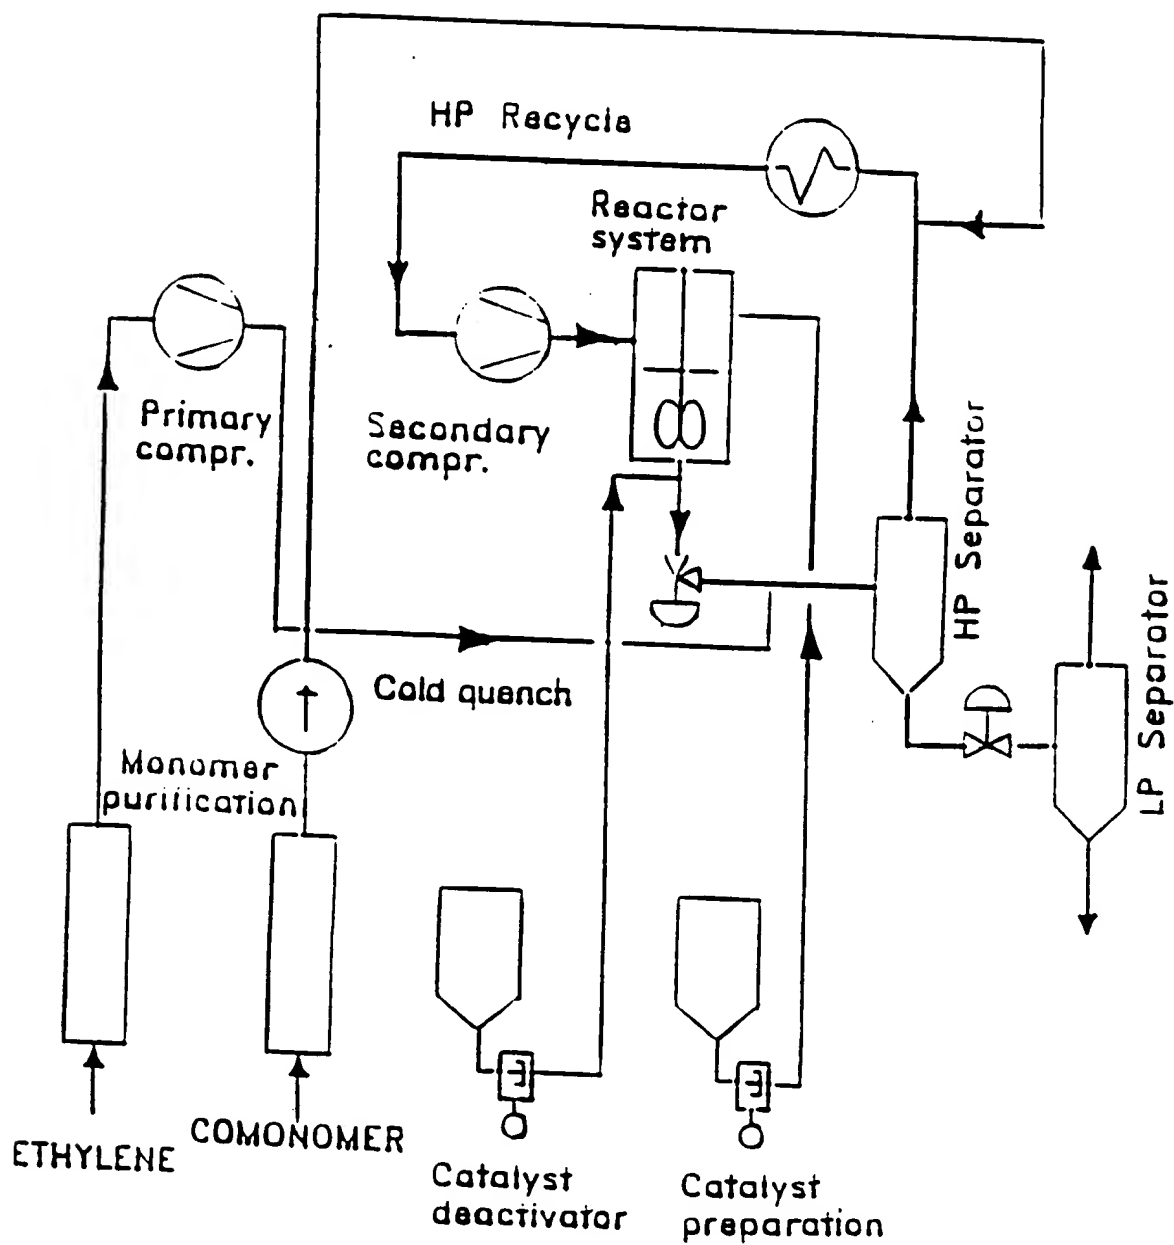 HP Recycle
Reactor
system
Primary
compr.
Secondary
compr.
HP Separator
LP Separator
Cold quench
Monomer
purification
ETHYLENE
COMONOMER
Catalyst
deactivator
Catalyst
preparation